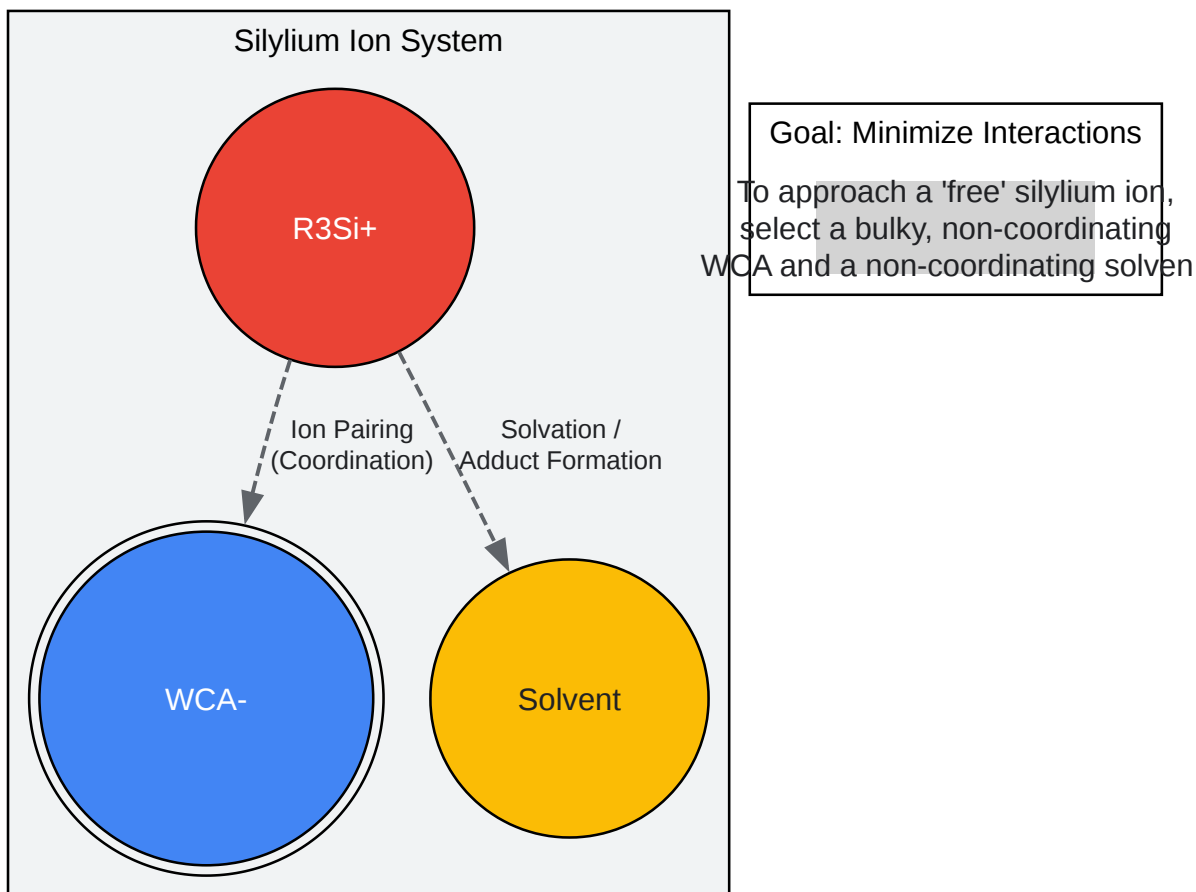 Silylium Ion System
R3Si+
Ion Pairing
(Coordination)
Solvation /
Adduct Formation
WCA-
Solvent
Goal: Minimize Interactions
To approach a 'free' silylium ion,
select a bulky, non-coordinating
WCA and a non-coordinating solven